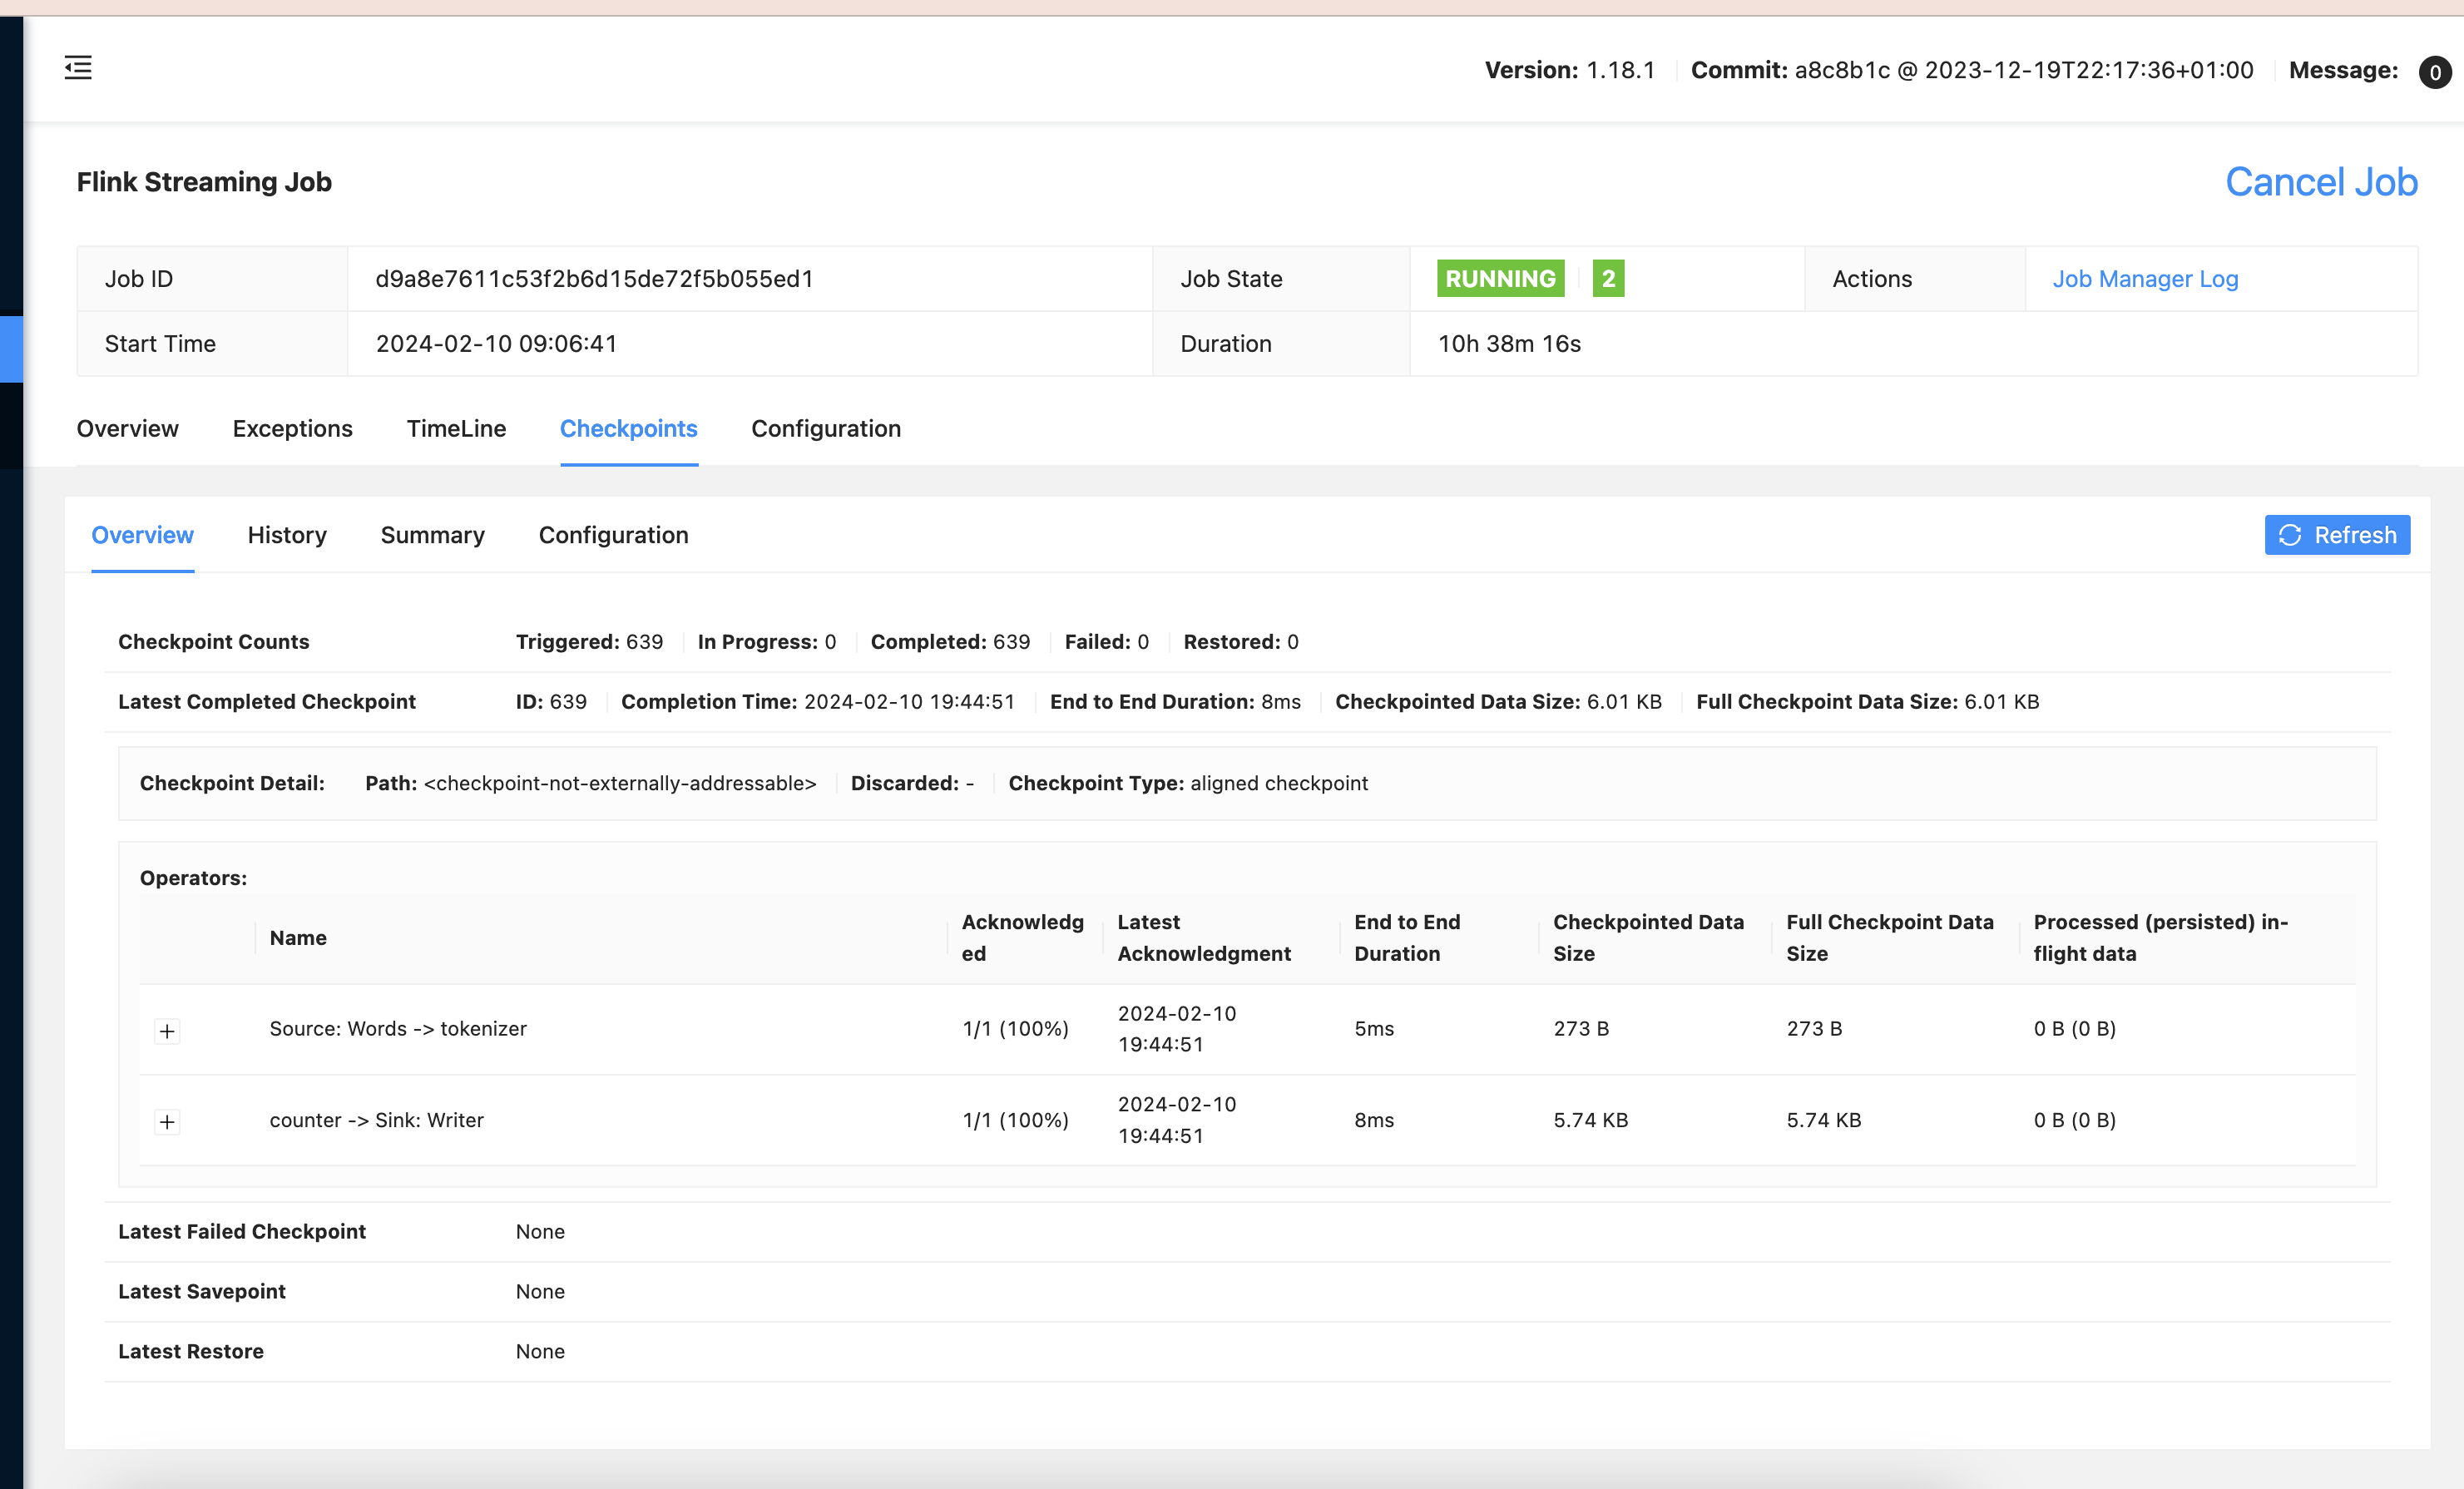 Version: 1.18.1 Commit: a8c8b1c @ 2023-12-19T22:17:36+01:00 Message: 0
Flink Streaming Job Cancel Job
Job ID d9a8e7611c53f2b6d15de72f5b055ed1 Job State RUNNING 2 Actions Job Manager Log
Start Time 2024-02-10 09:06:41 Duration 10h 38m 16s
Overview Exceptions TimeLine Checkpoints Configuration
Overview History Summary Configuration Refresh
Checkpoint Counts Triggered: 639 In Progress: 0 Completed: 639 Failed: 0 Restored: 0
Latest Completed Checkpoint ID: 639 Completion Time: 2024-02-10 19:44:51 End to End Duration: 8ms Checkpointed Data Size: 6.01 KB Full Checkpoint Data Size: 6.01 KB
Checkpoint Detail: Path: <checkpoint-not-externally-addressable> Discarded: - Checkpoint Type: aligned checkpoint
Operators:
Name Acknowledg
ed Latest
Acknowledgment End to End
Duration Checkpointed Data
Size Full Checkpoint Data
Size Processed (persisted) in-
flight data
Source: Words -> tokenizer 1/1 (100%) 2024-02-10
19:44:51 5ms 273 B 273 B 0 B (0 B)
counter -> Sink: Writer 1/1 (100%) 2024-02-10
19:44:51 8ms 5.74 KB 5.74 KB 0 B (0 B)
Latest Failed Checkpoint None
Latest Savepoint None
Latest Restore None